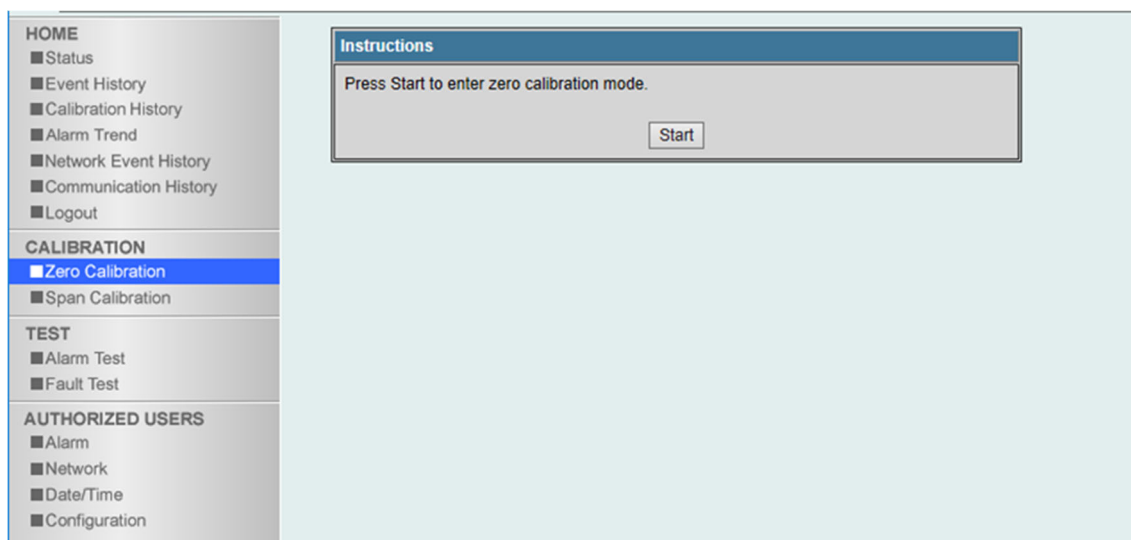 HOME
Status
Event History
Calibration History
Alarm Trend
Network Event History
Communication History
Logout
CALIBRATION
Zero Calibration
Span Calibration
TEST
Alarm Test
Fault Test
AUTHORIZED USERS
Alarm
Network
Date/Time
Configuration
Instructions
Press Start to enter zero calibration mode.
Start